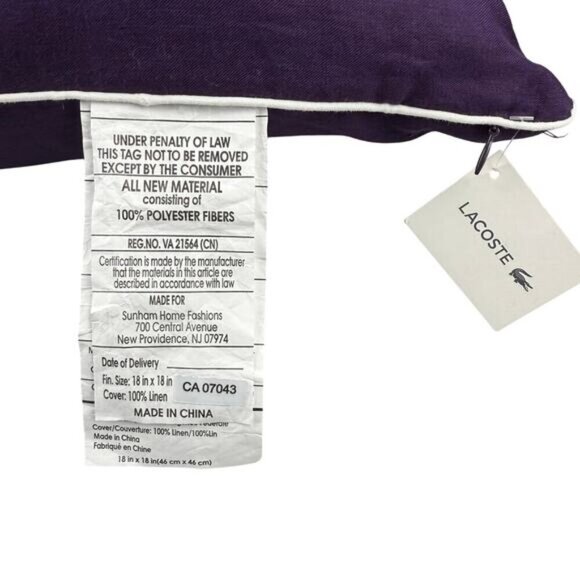 UNDER PENALTY OF LAW
THIS TAG NOT TO BE REMOVED
EXCEPT BY THE CONSUMER
ALL NEW MATERIAL
consisting of
100% POLYESTER FIBERS
REG.NO. VA 21564 (CN)
Certification is made by the manufacturer
that the materials in this article are
described in accordance with law
MADE FOR
Sunham Home Fashions
700 Central Avenue
New Providence, NJ 07974
Date of Delivery
Fin. Size: 18 in x 18 in
CA 07043
Cover: 100% Linen
MADE IN CHINA
Cover/Couverture: 100% Linen/100%Lin
Made in China
Fabriqué en Chine
18 in x 18 in(46 cm x 46 cm)
LACOSTE